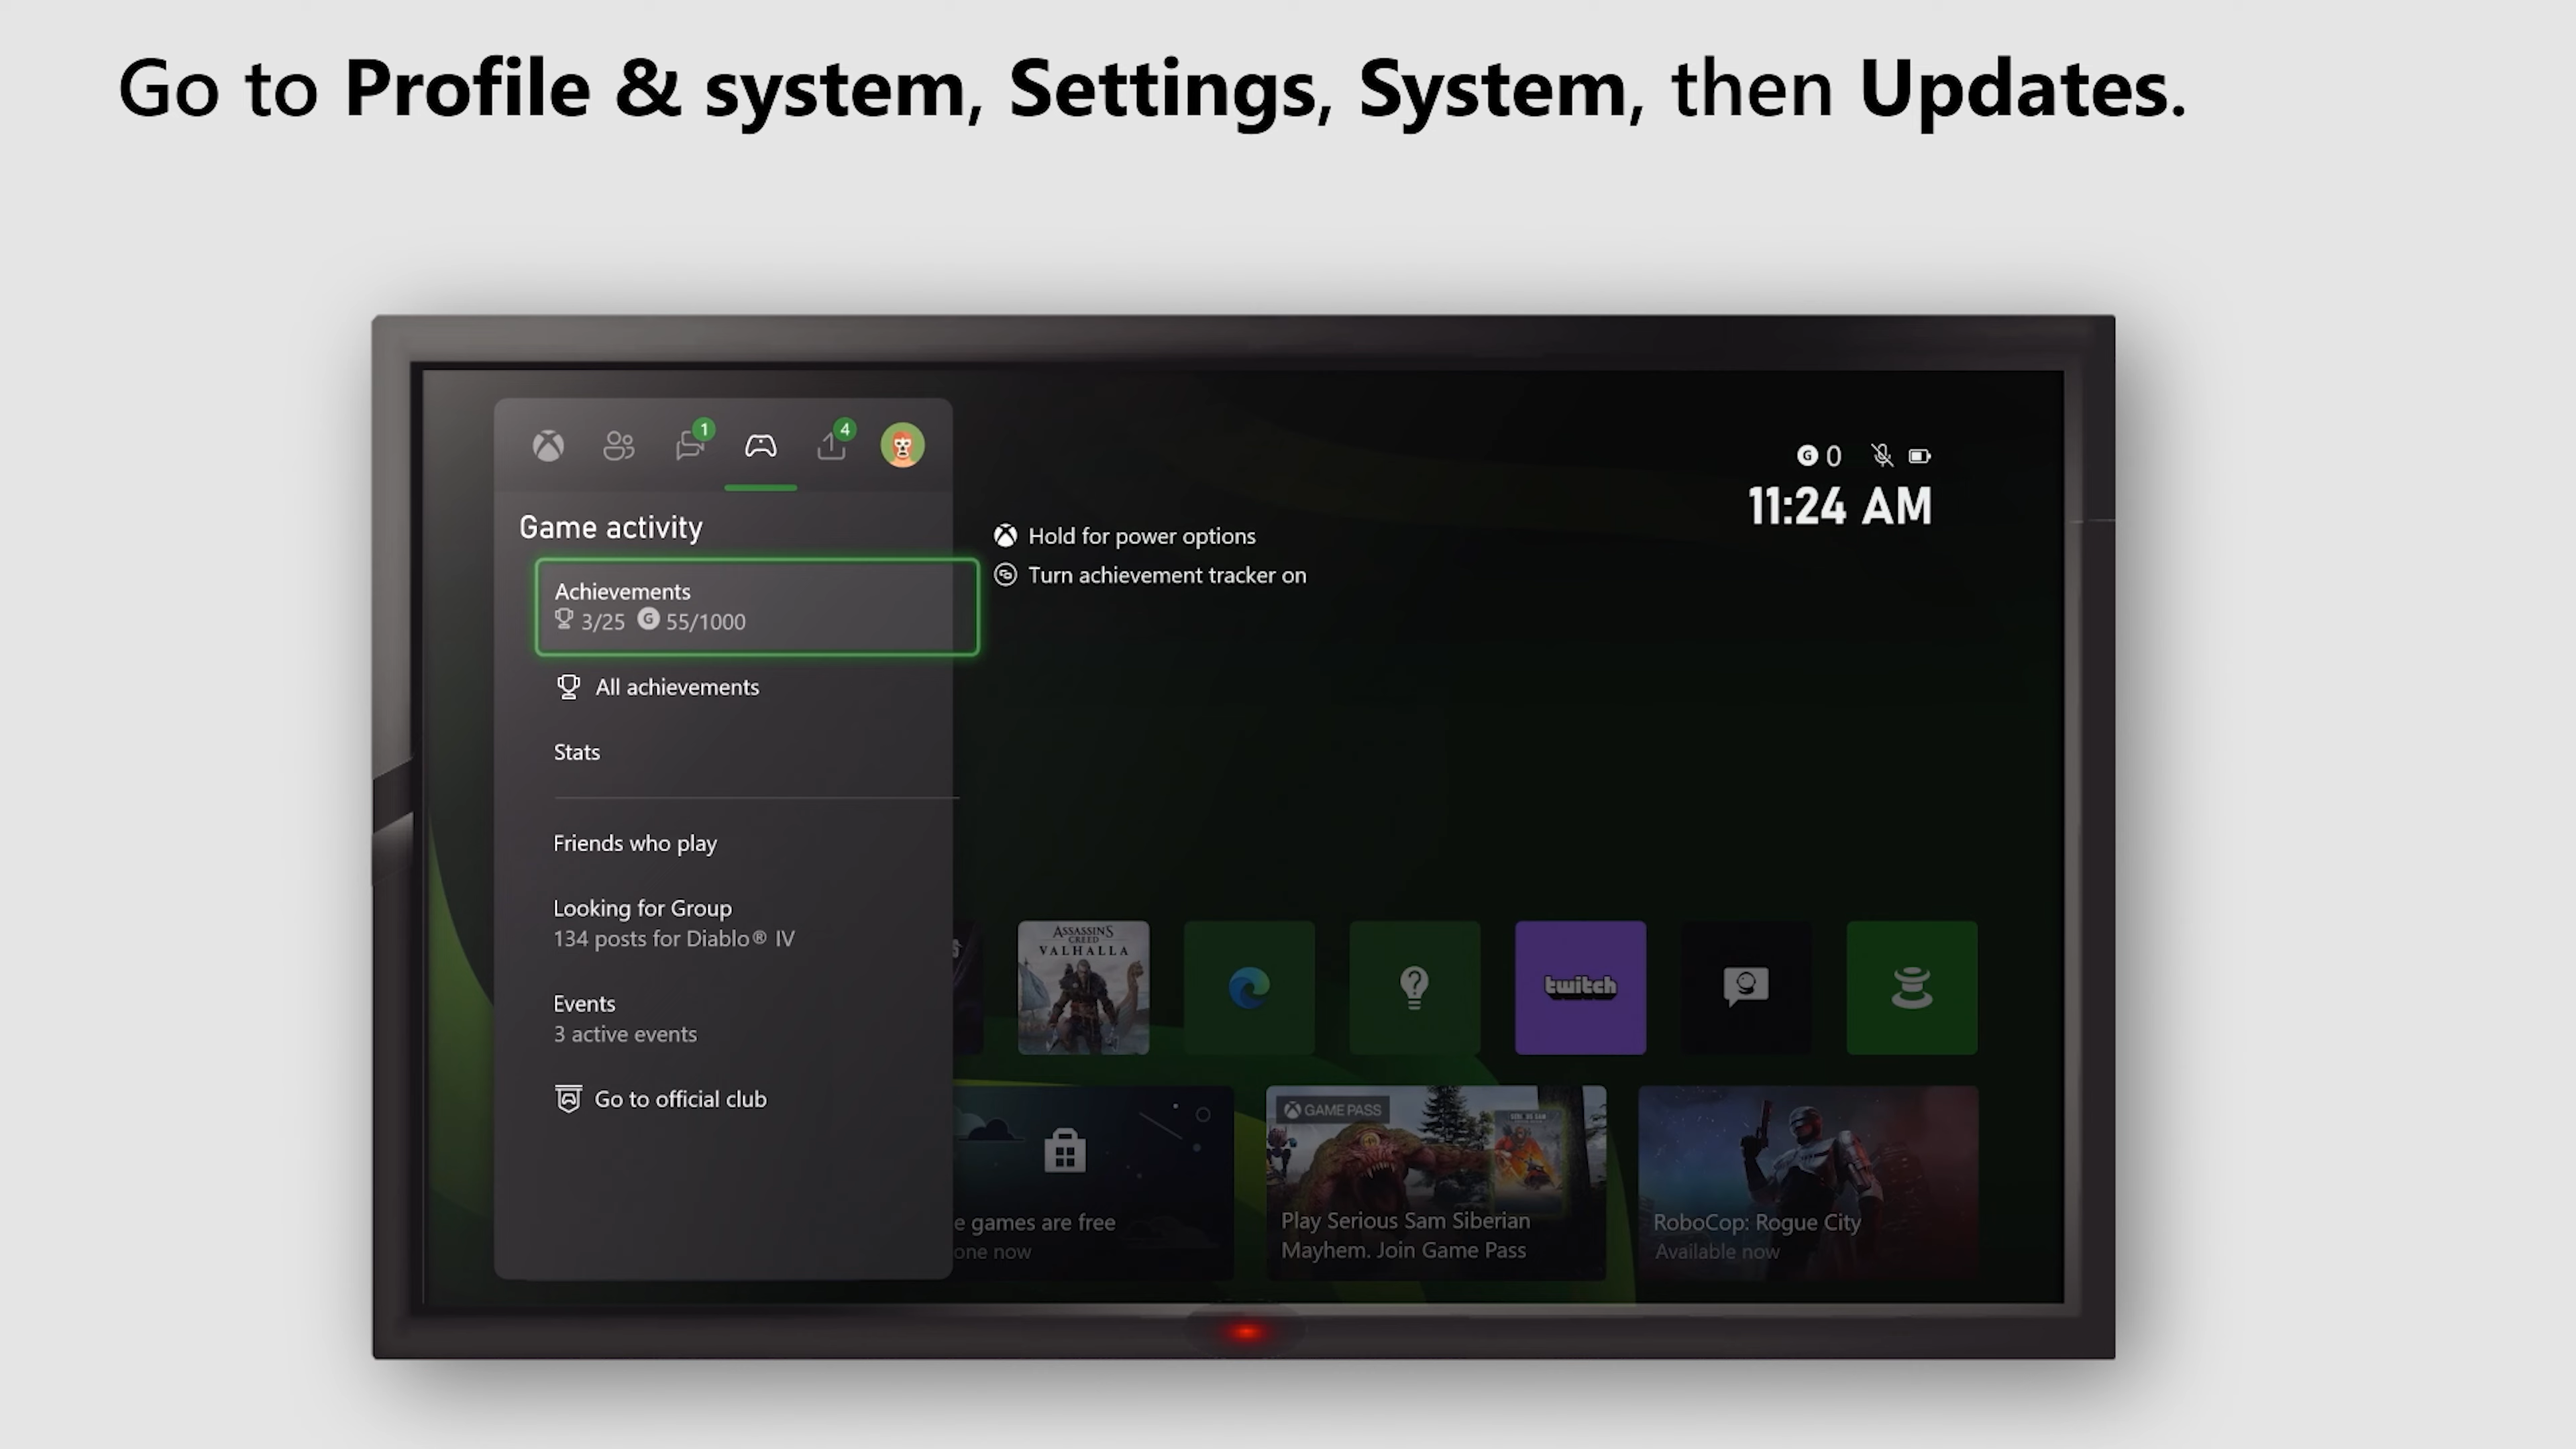 Go to Profile & system, Settings, System, then Updates.
1
4
G 0
11:24 AM
Game activity
Hold for power options
Turn achievement tracker on
Achievements
3/25 G 55/1000
All achievements
Stats
Friends who play
Looking for Group
134 posts for Diablo® IV
Events
3 active events
Go to official club
ASSASSIN'S
CREED
VALHALLA
twitch
e games are free
one now
GAME PASS
Play Serious Sam Siberian
Mayhem. Join Game Pass
RoboCop: Rogue City
Available now